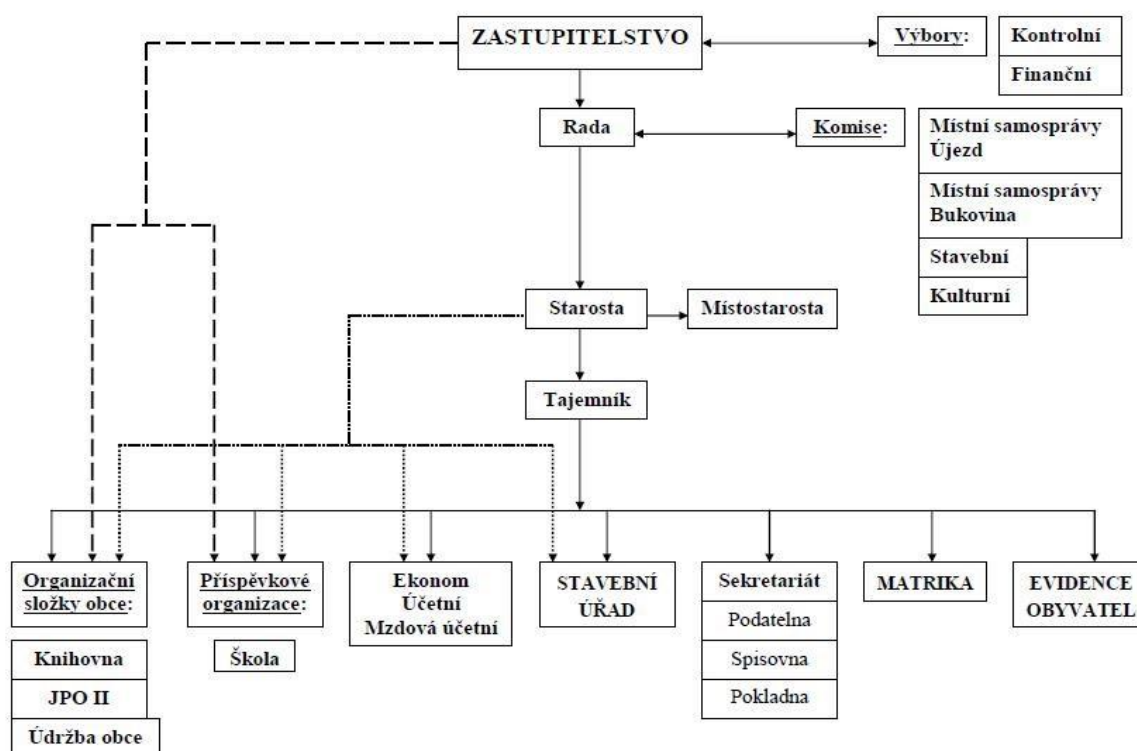 ZASTUPITELSTVO
Výbory:
Kontrolní
Finanční
Rada
Komise:
Místní samosprávy
Újezd
Místní samosprávy
Bukovina
Stavební
Kulturní
Starosta
Místostarosta
Tajemník
Organizační
složky obce:
Knihovna
JPO II
Údržba obce
Příspěvkové
organizace:
Škola
Ekonom
Účetní
Mzdová účetní
STAVEBNÍ
ÚŘAD
Sekretariát
Podatelna
Spisovna
Pokladna
MATRIKA
EVIDENCE
OBYVATEL